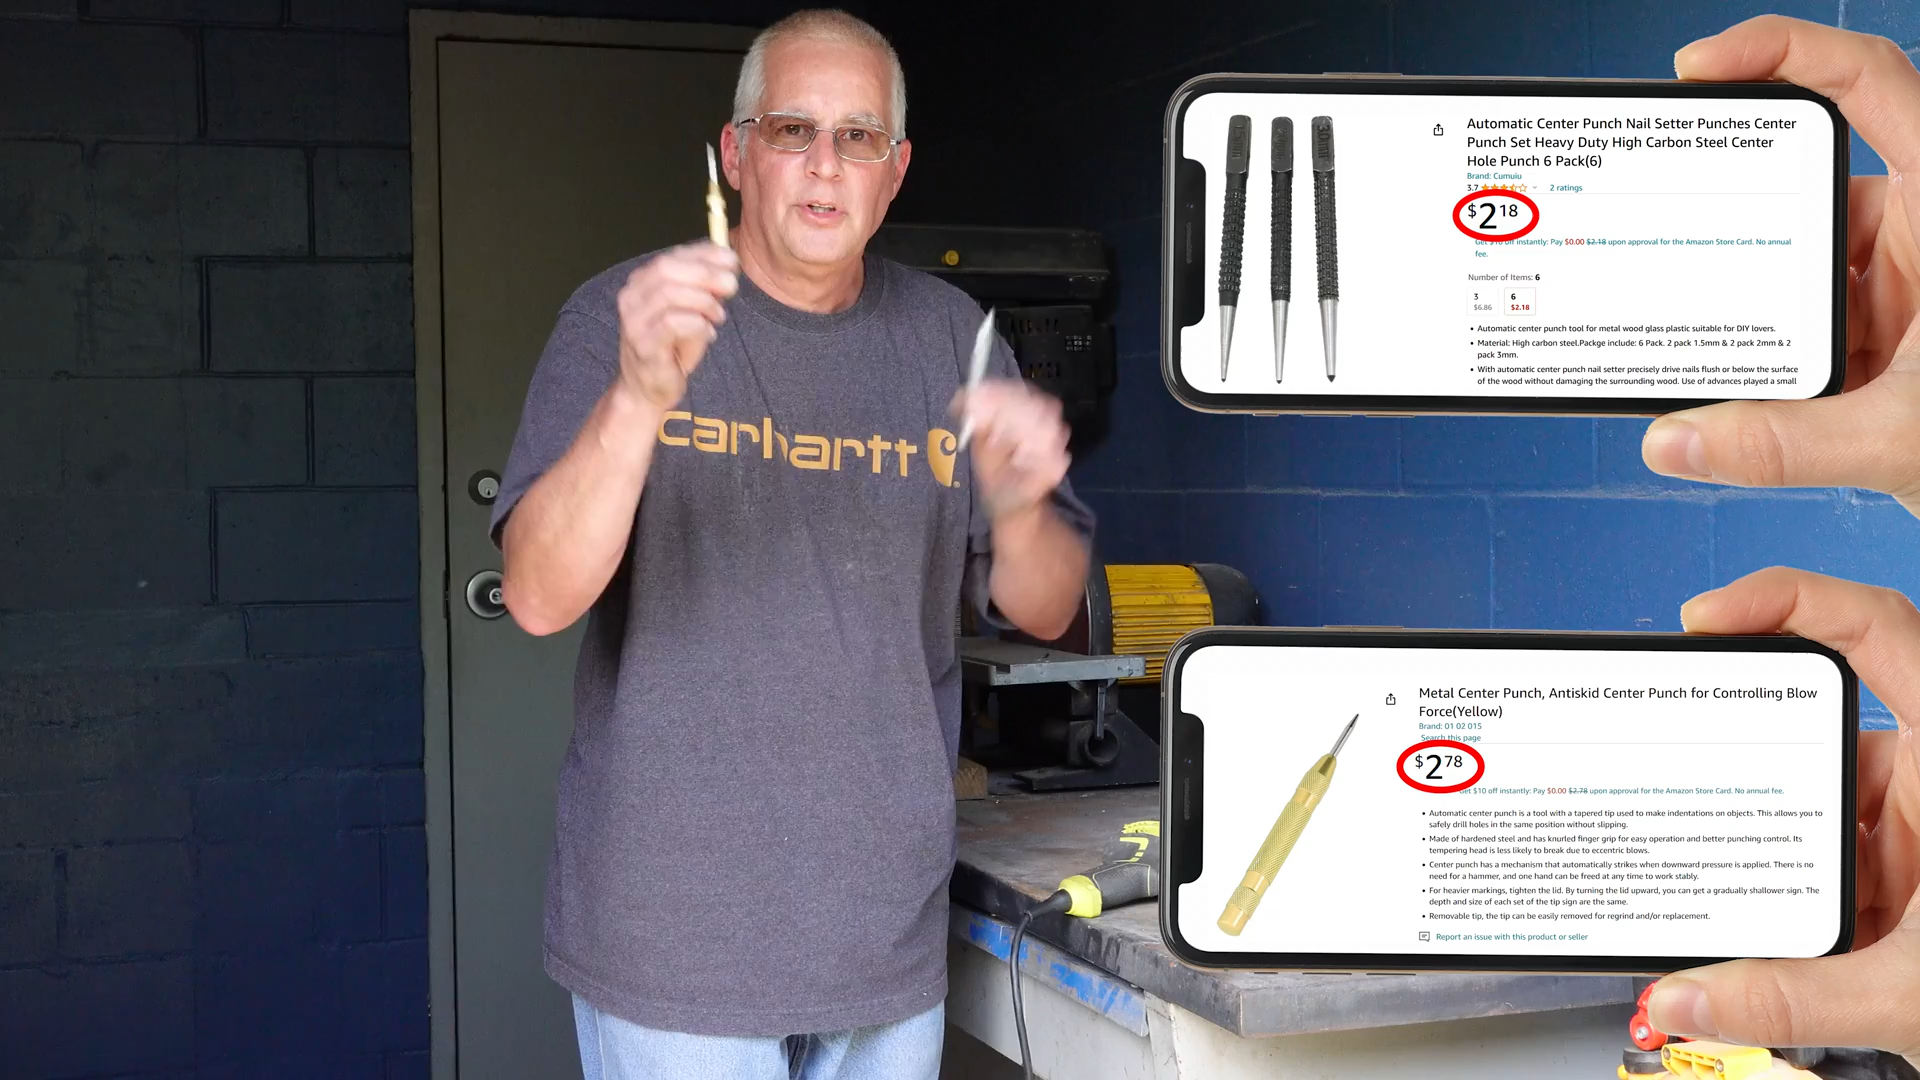 carhartt
Automatic Center Punch Nail Setter Punches Center
Punch Set Heavy Duty High Carbon Steel Center
Hole Punch 6 Pack(6)
Brand: Cumuiu
3.7
2 ratings
$2 18
Get $10 off instantly: Pay $0.00 $2.18 upon approval for the Amazon Store Card. No annual
fee.
Number of Items: 6
3 6
$6.86 $2.18
• Automatic center punch tool for metal wood glass plastic suitable for DIY lovers.
• Material: High carbon steel.Packge include: 6 Pack. 2 pack 1.5mm & 2 pack 2mm & 2
pack 3mm.
• With automatic center punch nail setter precisely drive nails flush or below the surface
of the wood without damaging the surrounding wood. Use of advances played a small
Metal Center Punch, Antiskid Center Punch for Controlling Blow
Force(Yellow)
Brand: 01 02 015
Search this page
$2 78
Get $10 off instantly: Pay $0.00 $2.78 upon approval for the Amazon Store Card. No annual fee.
• Automatic center punch is a tool with a tapered tip used to make indentations on objects. This allows you to
safely drill holes in the same position without slipping.
• Made of hardened steel and has knurled finger grip for easy operation and better punching control. Its
tempering head is less likely to break due to eccentric blows.
• Center punch has a mechanism that automatically strikes when downward pressure is applied. There is no
need for a hammer, and one hand can be freed at any time to work stably.
• For heavier markings, tighten the lid. By turning the lid upward, you can get a gradually shallower sign. The
depth and size of each set of the tip sign are the same.
• Removable tip, the tip can be easily removed for regrind and/or replacement.
Report an issue with this product or seller